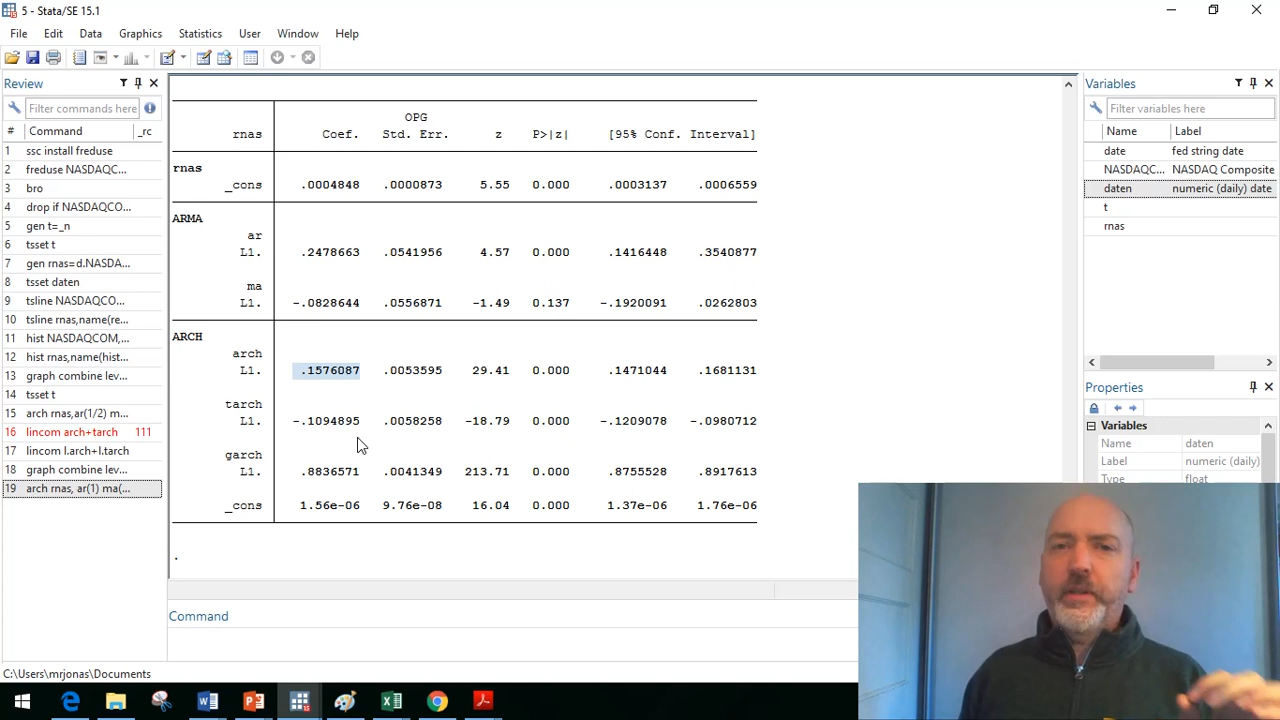 5 - Stata/SE 15.1
File Edit Data Graphics Statistics User Window Help
Review
Filter commands here
# Command _rc
1 ssc install freduse
2 freduse NASDAQC...
3 bro
4 drop if NASDAQCO...
5 gen t=_n
6 tsset t
7 gen rnas=d.NASDA...
8 tsset daten
9 tsline NASDAQCO...
10 tsline rnas,name(re...
11 hist NASDAQCOM,...
12 hist rnas,name(hist...
13 graph combine lev...
14 tsset t
15 arch rnas,ar(1/2) m...
16 lincom arch+tarch 111
17 lincom l.arch+l.tarch
18 graph combine lev...
19 arch rnas, ar(1) ma(...
OPG
rnas Coef. Std. Err. z P>|z| [95% Conf. Interval]
rnas
_cons .0004848 .0000873 5.55 0.000 .0003137 .0006559
ARMA
ar
L1. .2478663 .0541956 4.57 0.000 .1416448 .3540877
ma
L1. -.0828644 .0556871 -1.49 0.137 -.1920091 .0262803
ARCH
arch
L1. .1576087 .0053595 29.41 0.000 .1471044 .1681131
tarch
L1. -.1094895 .0058258 -18.79 0.000 -.1209078 -.0980712
garch
L1. .8836571 .0041349 213.71 0.000 .8755528 .8917613
_cons 1.56e-06 9.76e-08 16.04 0.000 1.37e-06 1.76e-06
.
Command
C:\Users\mrjonas\Documents
Variables
Filter variables here
Name Label
date fed string date
NASDAQC... NASDAQ Composite
daten numeric (daily) date
t
rnas
Properties
Variables
Name daten
Label numeric (daily)
Type float